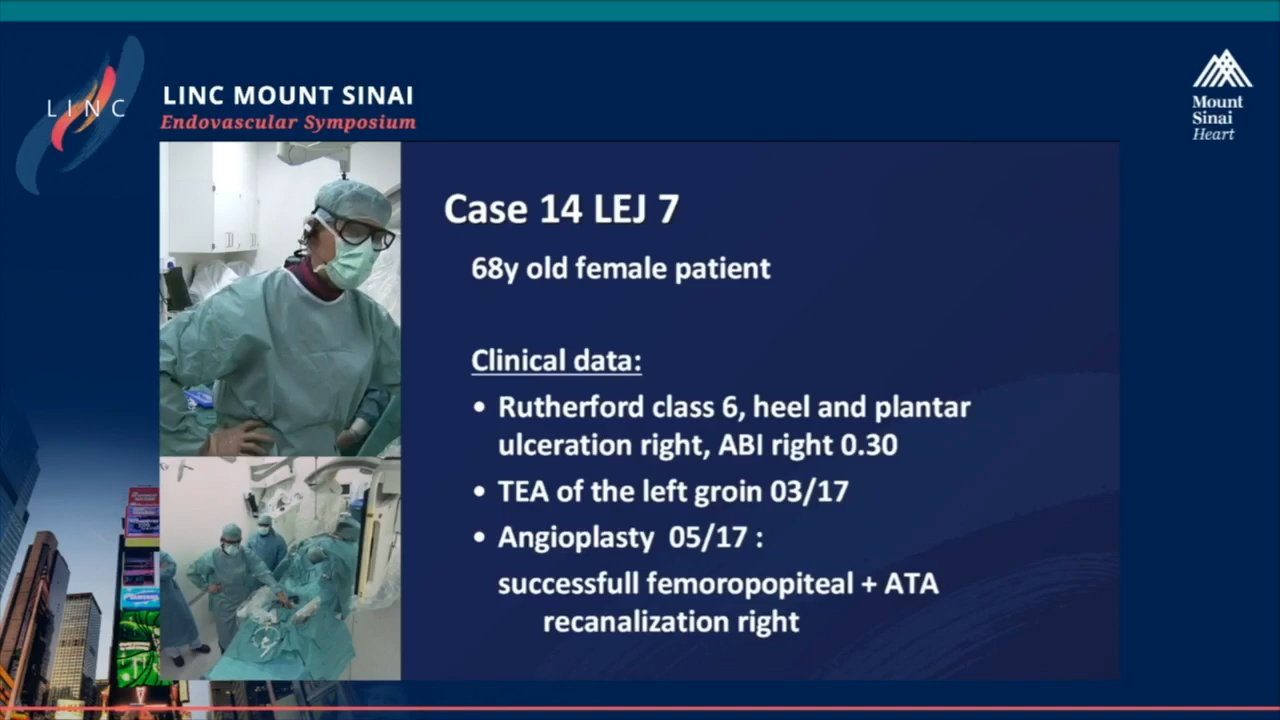 LINC
LINC MOUNT SINAI
Endovascular Symposium
Mount
Sinai
Heart
Case 14 LEJ 7
68y old female patient
Clinical data:
• Rutherford class 6, heel and plantar
ulceration right, ABI right 0.30
• TEA of the left groin 03/17
• Angioplasty 05/17 :
successfull femoropopiteal + ATA
recanalization right